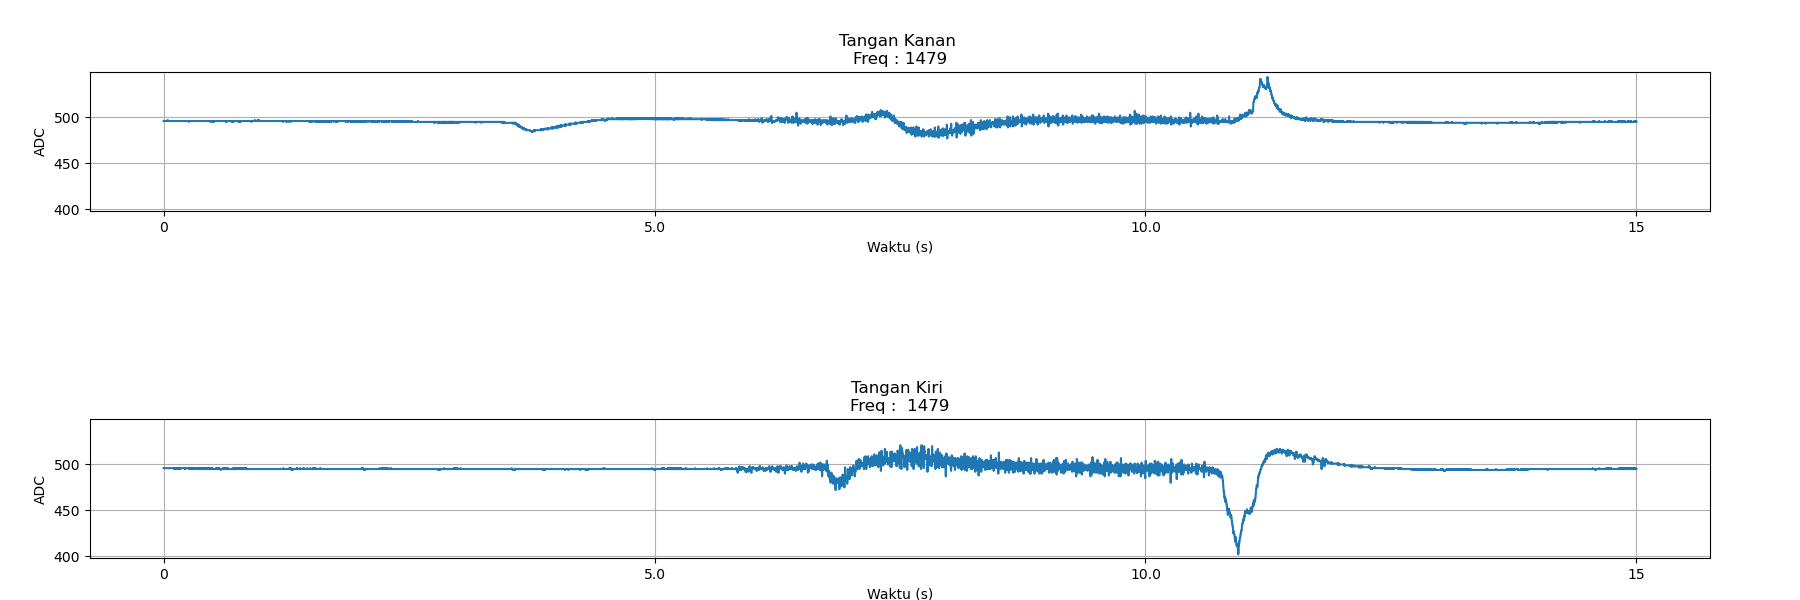 Tangan Kanan
Freq : 1479
ADC
500
450
400
0 5.0 10.0 15
Waktu (s)
Tangan Kiri
Freq :  1479
ADC
500
450
400
0 5.0 10.0 15
Waktu (s)